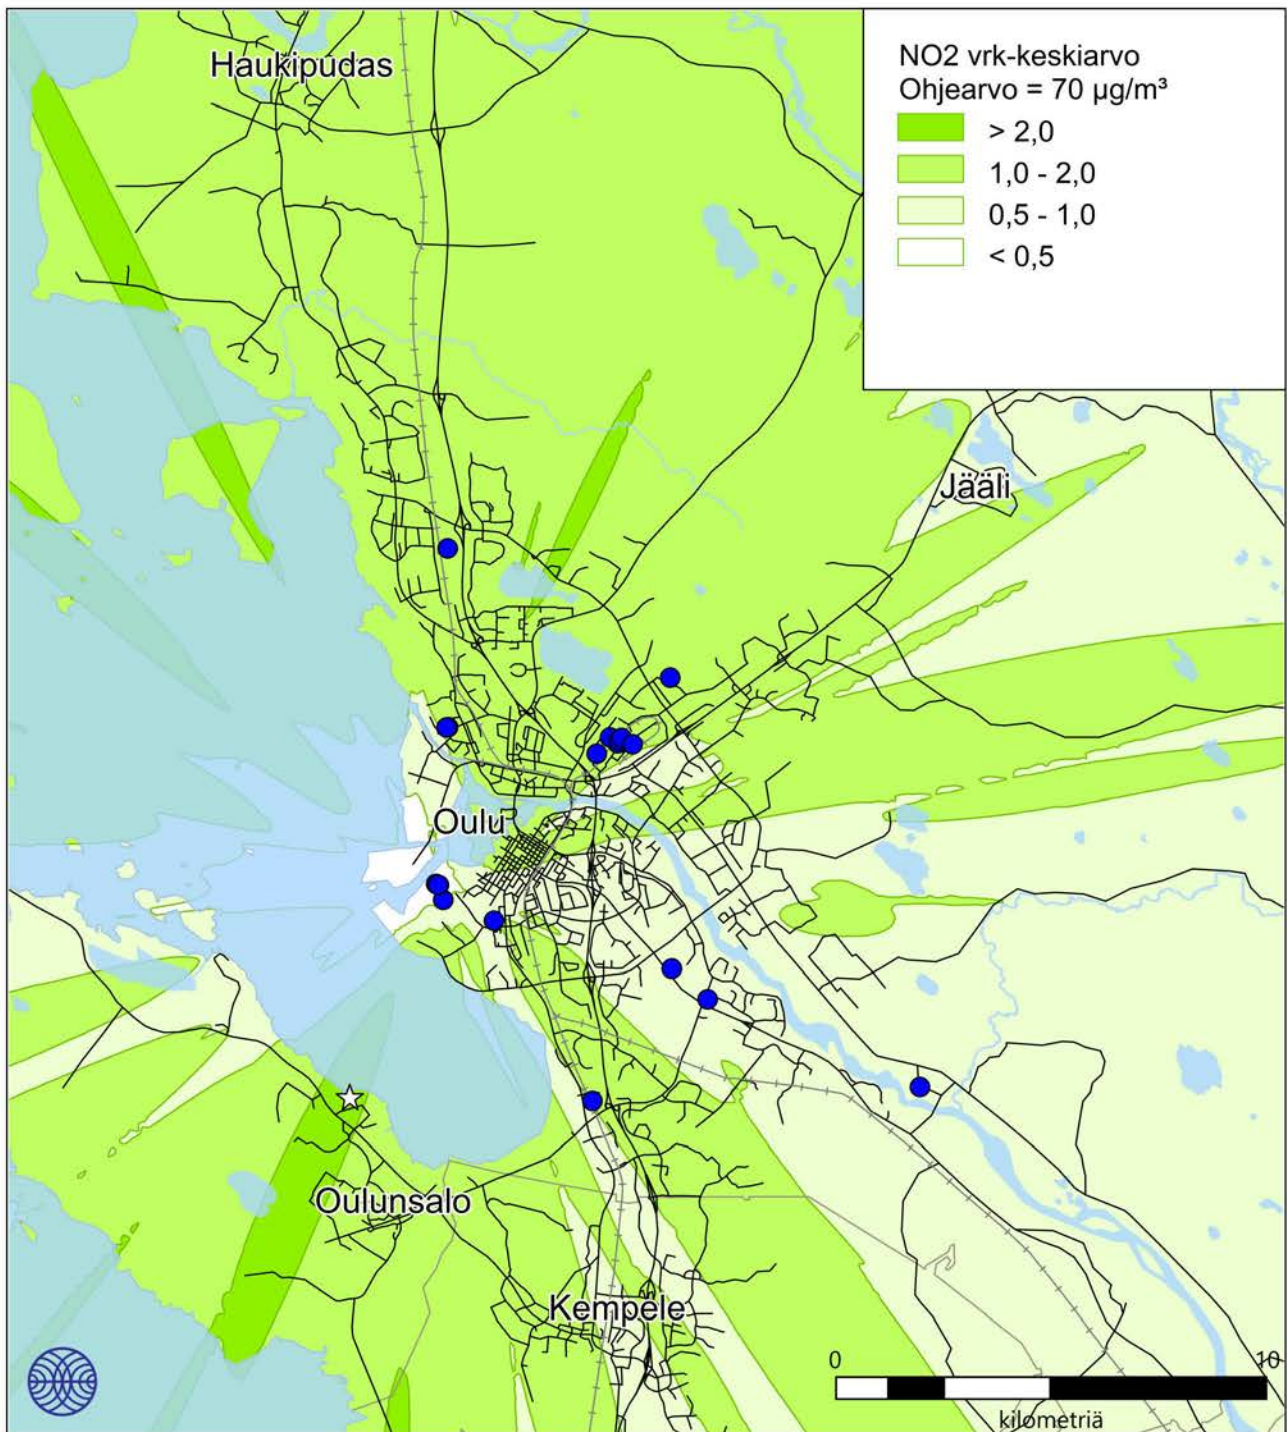 Haukipudas
NO2 vrk-keskiarvo
Ohjearvo = 70 µg/m³
> 2,0
1,0 - 2,0
0,5 - 1,0
< 0,5
Jääli
Oulu
Oulunsalo
Kempele
0 10
kilometriä